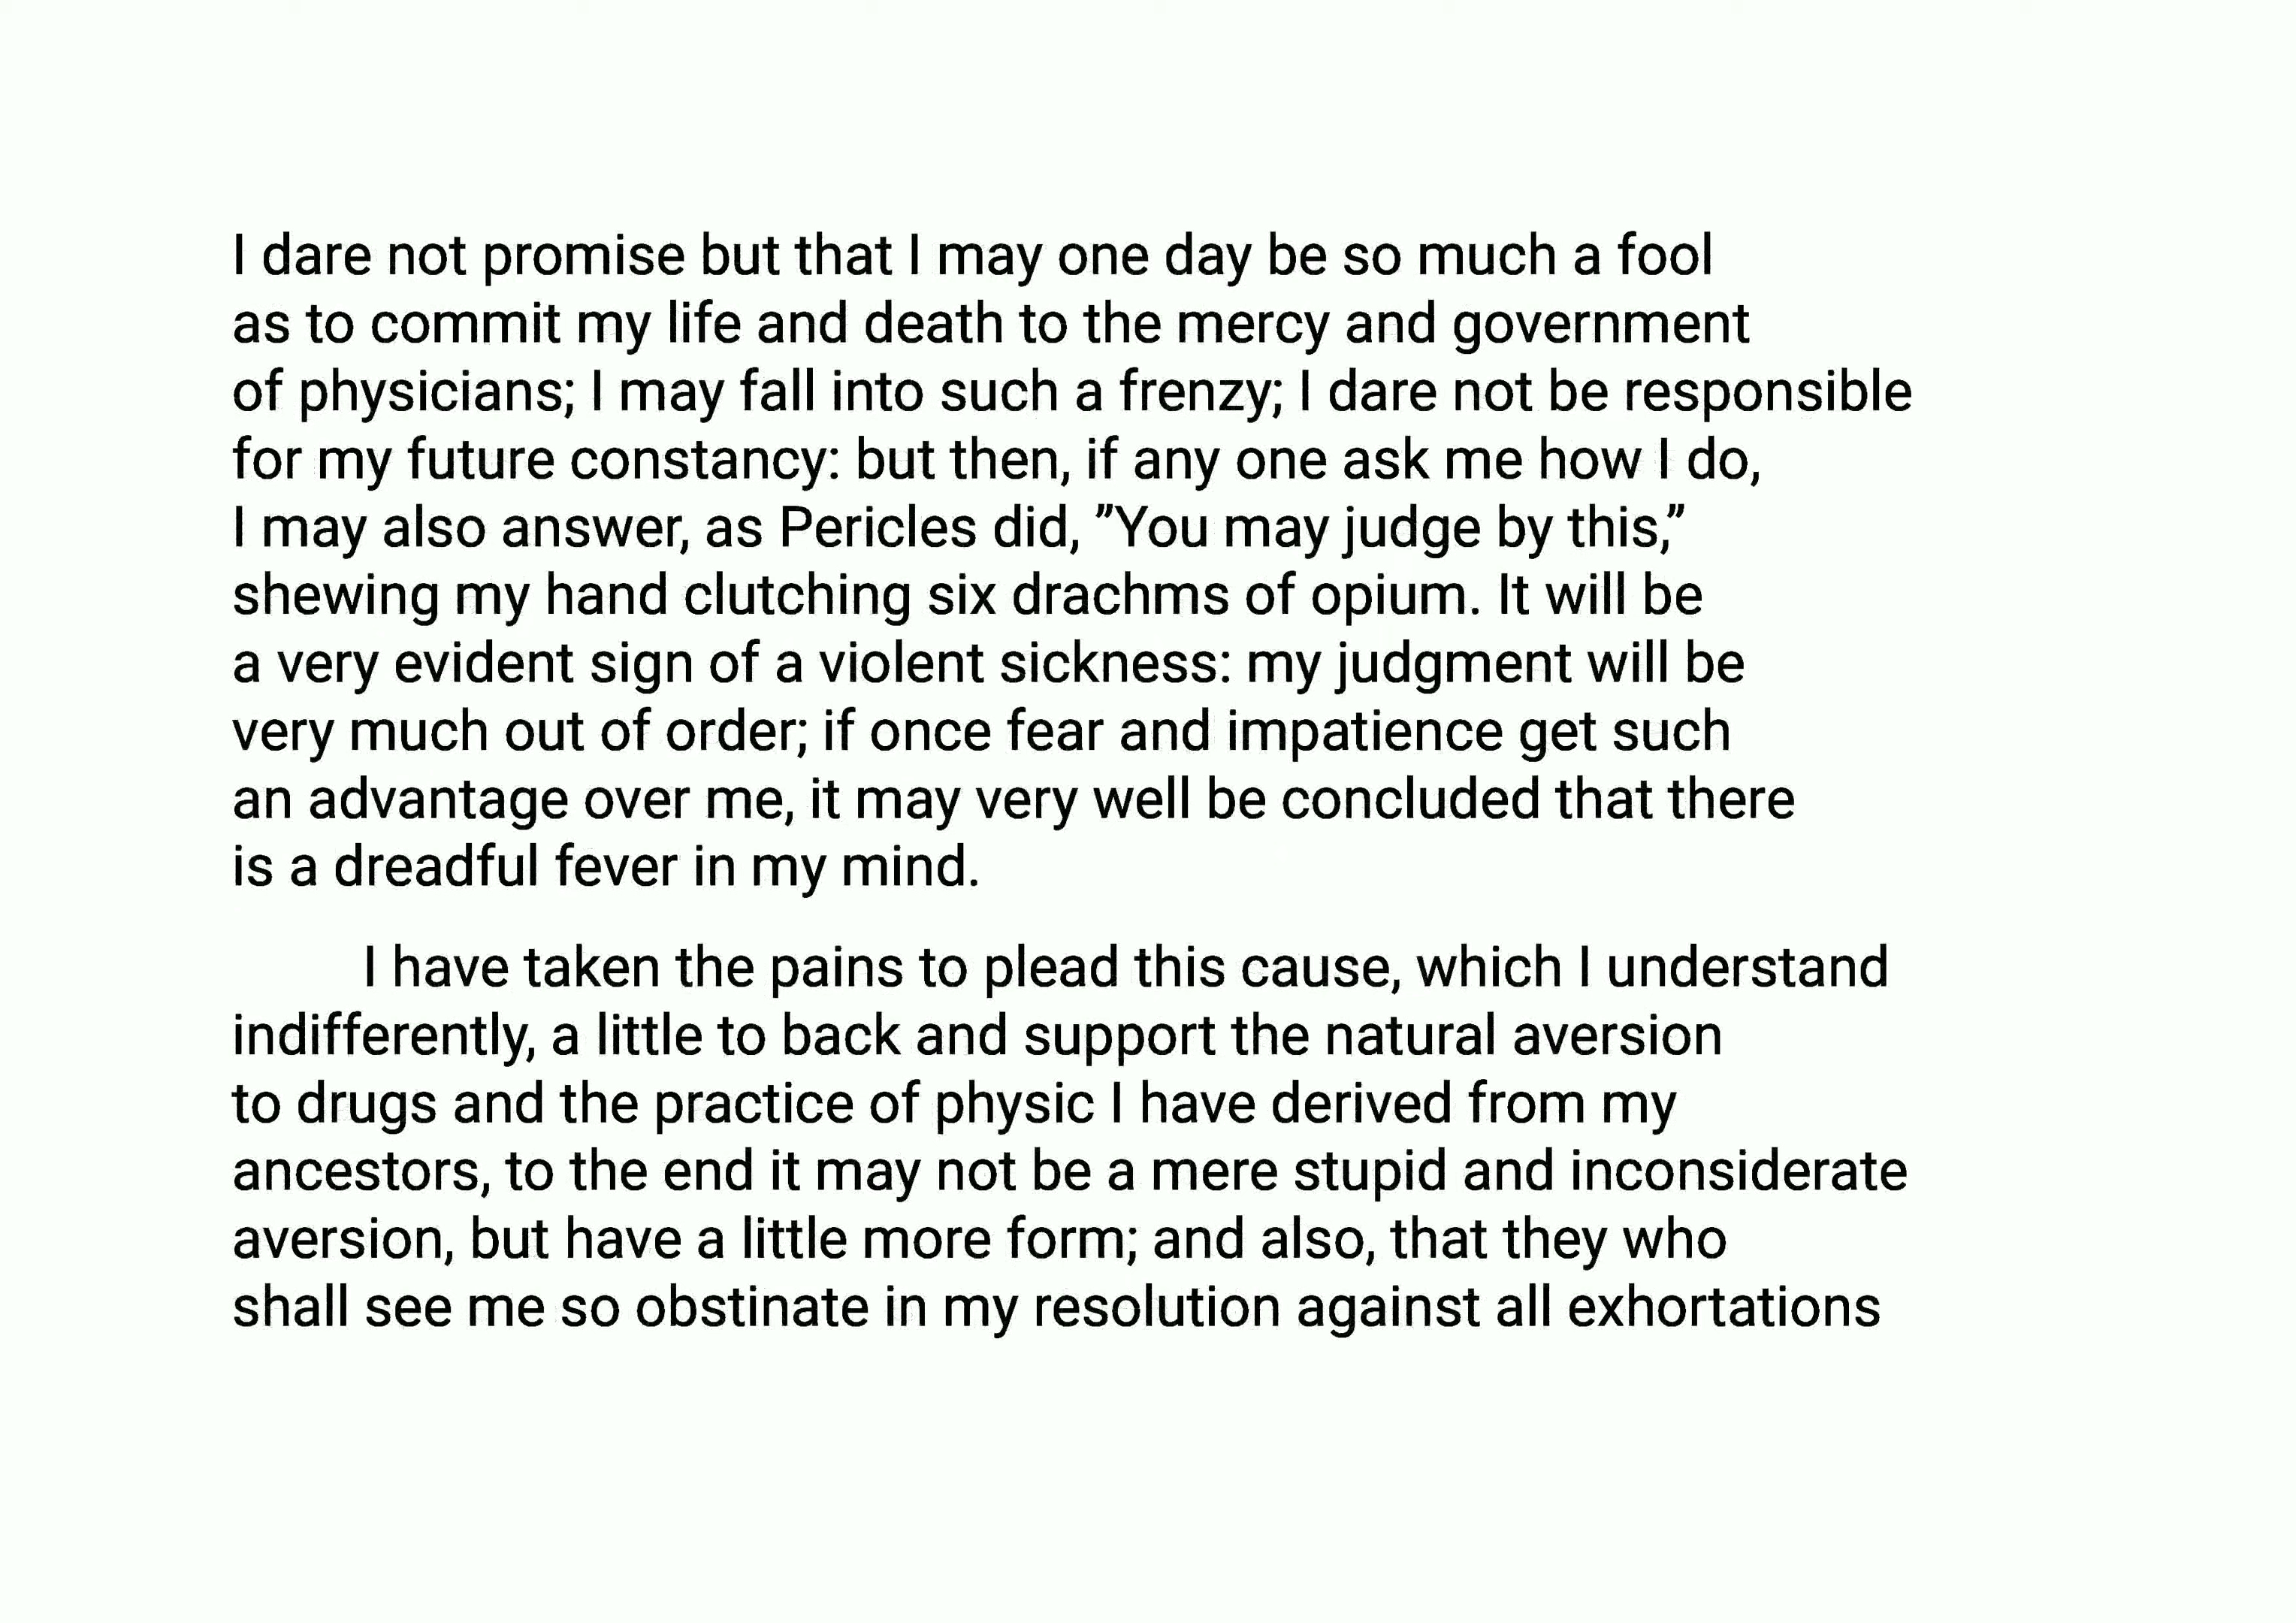 I dare not promise but that I may one day be so much a fool
as to commit my life and death to the mercy and government
of physicians; I may fall into such a frenzy; I dare not be responsible
for my future constancy: but then, if any one ask me how I do,
I may also answer, as Pericles did, ”You may judge by this,”
shewing my hand clutching six drachms of opium. It will be
a very evident sign of a violent sickness: my judgment will be
very much out of order; if once fear and impatience get such
an advantage over me, it may very well be concluded that there
is a dreadful fever in my mind.
I have taken the pains to plead this cause, which I understand
indifferently, a little to back and support the natural aversion
to drugs and the practice of physic I have derived from my
ancestors, to the end it may not be a mere stupid and inconsiderate
aversion, but have a little more form; and also, that they who
shall see me so obstinate in my resolution against all exhortations